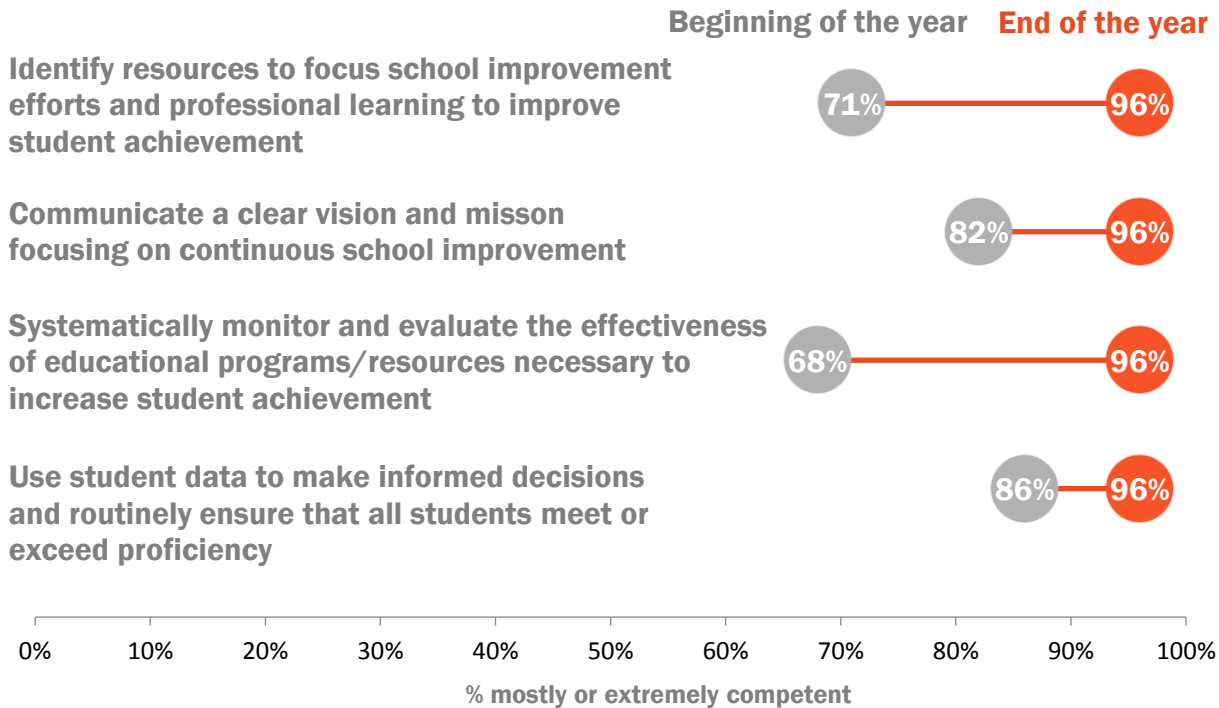 Beginning of the year End of the year
Identify resources to focus school improvement
efforts and professional learning to improve
student achievement
71% 96%
Communicate a clear vision and misson
focusing on continuous school improvement
82% 96%
Systematically monitor and evaluate the effectiveness
of educational programs/resources necessary to
increase student achievement
68% 96%
Use student data to make informed decisions
and routinely ensure that all students meet or
exceed proficiency
86% 96%
0% 10% 20% 30% 40% 50% 60% 70% 80% 90% 100%
% mostly or extremely competent